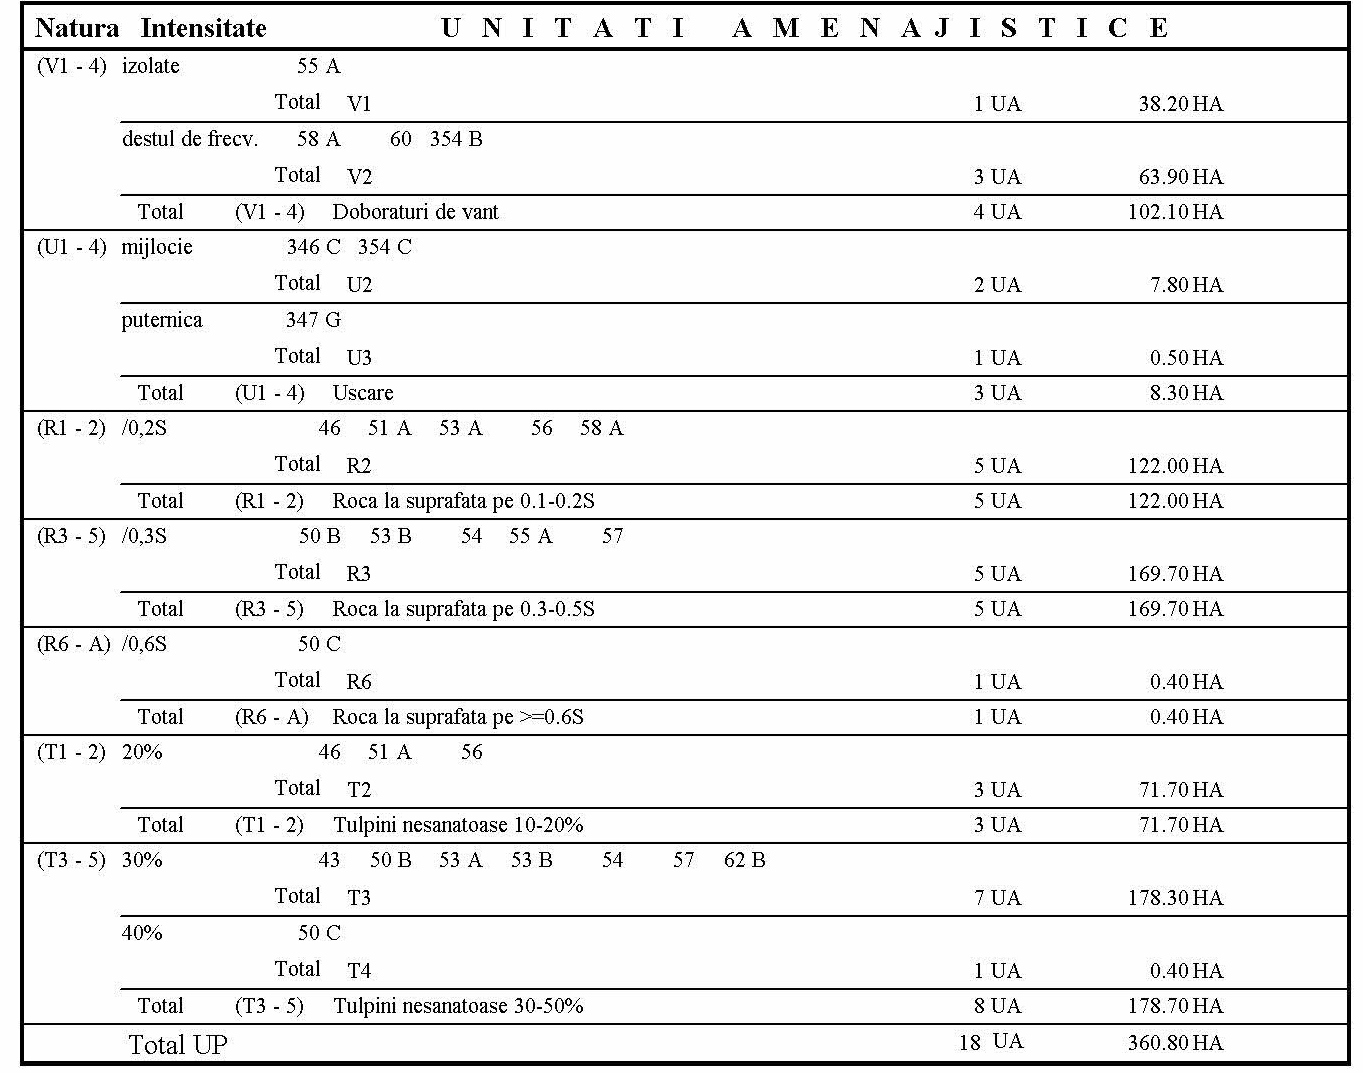 Natura Intensitate U N I T A T I A M E N A J I S T I C E
(V1 - 4) izolate 55 A
Total V1 1 UA 38.20 HA
destul de frecv. 58 A 60 354 B
Total V2 3 UA 63.90 HA
Total (V1 - 4) Doboraturi de vant 4 UA 102.10 HA
(U1 - 4) mijlocie 346 C 354 C
Total U2 2 UA 7.80 HA
puternica 347 G
Total U3 1 UA 0.50 HA
Total (U1 - 4) Uscare 3 UA 8.30 HA
(R1 - 2) /0,2S 46 51 A 53 A 56 58 A
Total R2 5 UA 122.00 HA
Total (R1 - 2) Roca la suprafata pe 0.1-0.2S 5 UA 122.00 HA
(R3 - 5) /0,3S 50 B 53 B 54 55 A 57
Total R3 5 UA 169.70 HA
Total (R3 - 5) Roca la suprafata pe 0.3-0.5S 5 UA 169.70 HA
(R6 - A) /0,6S 50 C
Total R6 1 UA 0.40 HA
Total (R6 - A) Roca la suprafata pe >=0.6S 1 UA 0.40 HA
(T1 - 2) 20% 46 51 A 56
Total T2 3 UA 71.70 HA
Total (T1 - 2) Tulpini nesanatoase 10-20% 3 UA 71.70 HA
(T3 - 5) 30% 43 50 B 53 A 53 B 54 57 62 B
Total T3 7 UA 178.30 HA
40% 50 C
Total T4 1 UA 0.40 HA
Total (T3 - 5) Tulpini nesanatoase 30-50% 8 UA 178.70 HA
Total UP 18 UA 360.80 HA